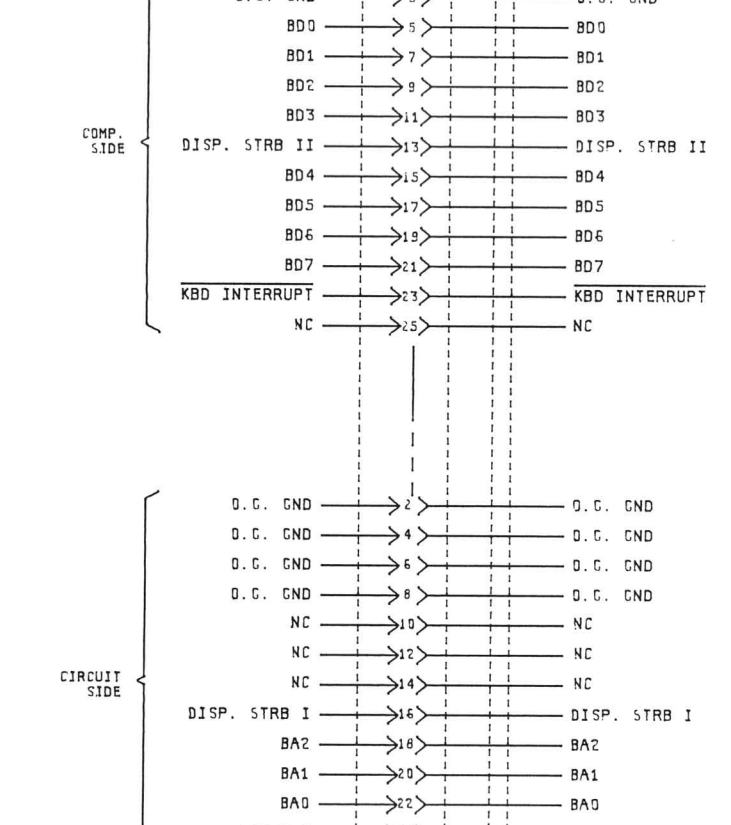 BD0 5 BD0
BD1 7 BD1
BD2 9 BD2
BD3 11 BD3
COMP. SIDE
DISP. STRB II 13 DISP. STRB II
BD4 15 BD4
BD5 17 BD5
BD6 19 BD6
BD7 21 BD7
KBD INTERRUPT 23 KBD INTERRUPT
NC 25 NC
O.G. GND 2 O.G. GND
O.G. GND 4 O.G. GND
O.G. GND 6 O.G. GND
O.G. GND 8 O.G. GND
NC 10 NC
NC 12 NC
CIRCUIT SIDE
NC 14 NC
DISP. STRB I 16 DISP. STRB I
BA2 18 BA2
BA1 20 BA1
BA0 22 BA0